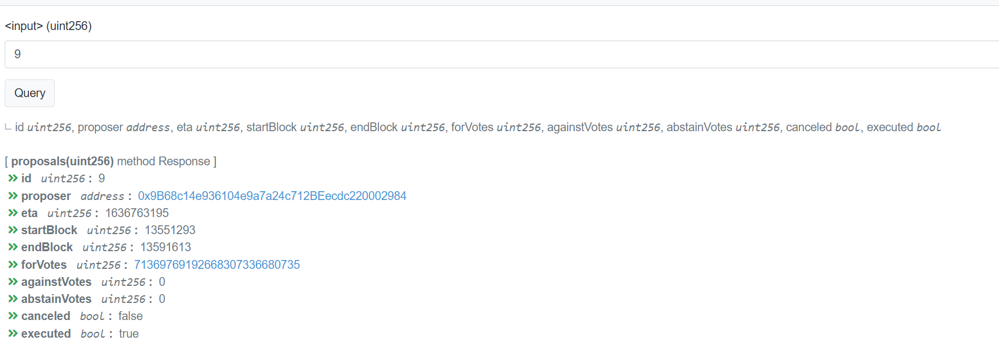 <input> (uint256)
9
Query
id uint256, proposer address, eta uint256, startBlock uint256, endBlock uint256, forVotes uint256, againstVotes uint256, abstainVotes uint256, canceled bool, executed bool
[ proposals(uint256) method Response ]
id uint256 : 9
proposer address : 0x9B68c14e936104e9a7a24c712BEecdc220002984
eta uint256 : 1636763195
startBlock uint256 : 13551293
endBlock uint256 : 13591613
forVotes uint256 : 71369769192668307336680735
againstVotes uint256 : 0
abstainVotes uint256 : 0
canceled bool : false
executed bool : true